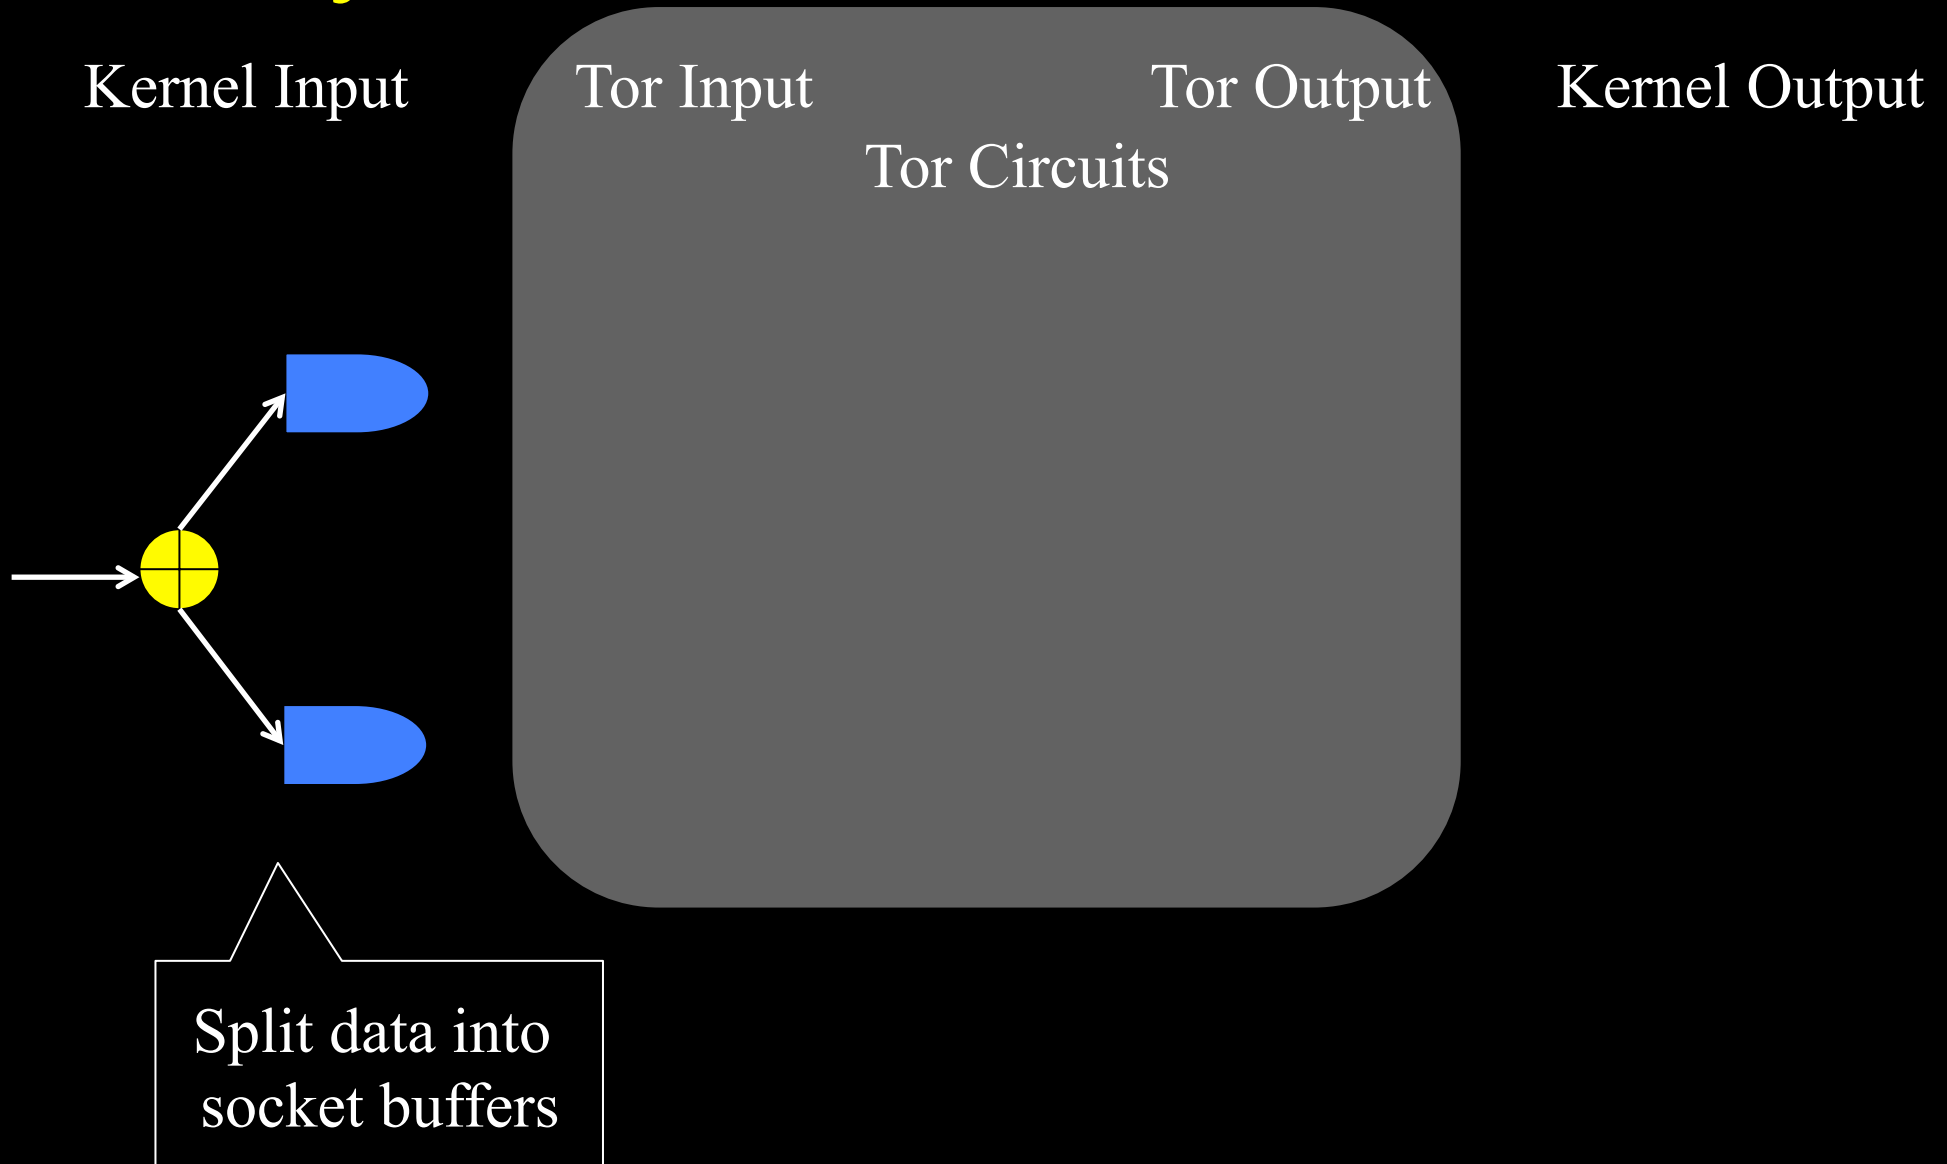 Kernel Input
Tor Input
Tor Output
Kernel Output
Tor Circuits
Split data into
socket buffers